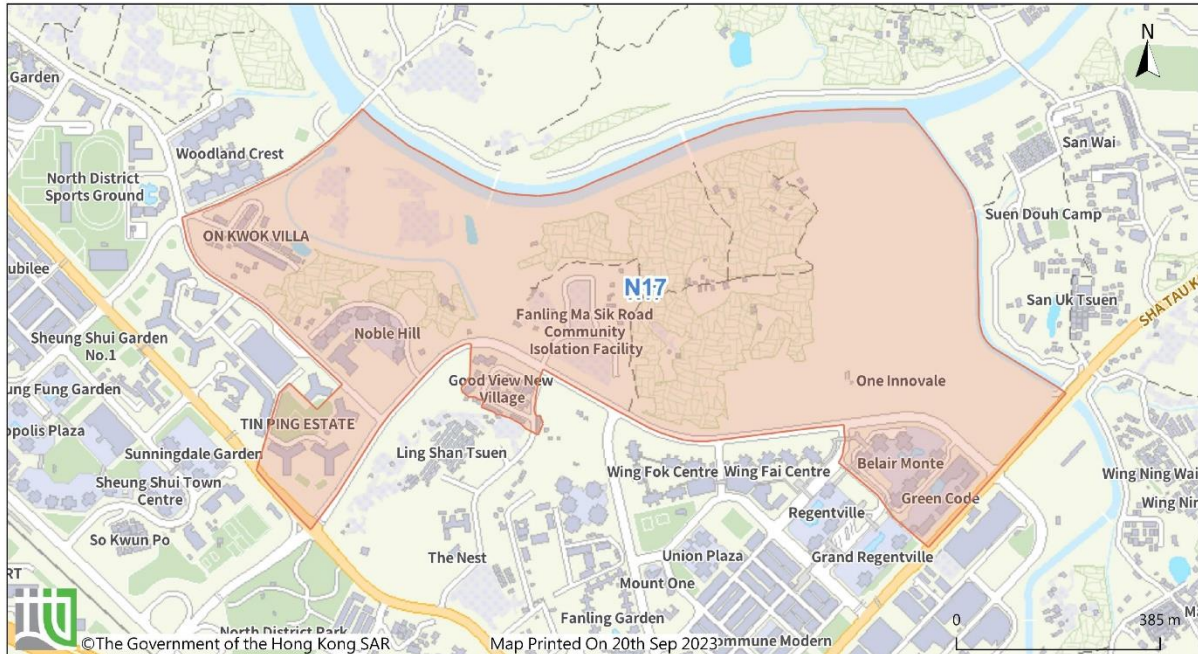 N
Garden
Woodland Crest
San Wai
North District
Sports Ground
Suen Douh Camp
ON KWOK VILLA
Jubilee
N17
San Uk Tsuen
SHA TAU K
Fanling Ma Sik Road
Community
Isolation Facility
Noble Hill
Sheung Shui Garden
No.1
Good View New
Village
One Innovale
ung Fung Garden
TIN PING ESTATE
opolis Plaza
Sunningdale Garden
Ling Shan Tsuen
Belair Monte
Wing Fok Centre
Wing Fai Centre
Wing Ning Wai
Sheung Shui Town
Centre
Green Code
Wing Nin
Regentville
So Kwun Po
The Nest
Union Plaza
Grand Regentville
RT
Mount One
Fanling Garden
0
385 m
North District Park
©The Government of the Hong Kong SAR
Map Printed On 20th Sep 2023
ommune Modern
Ma